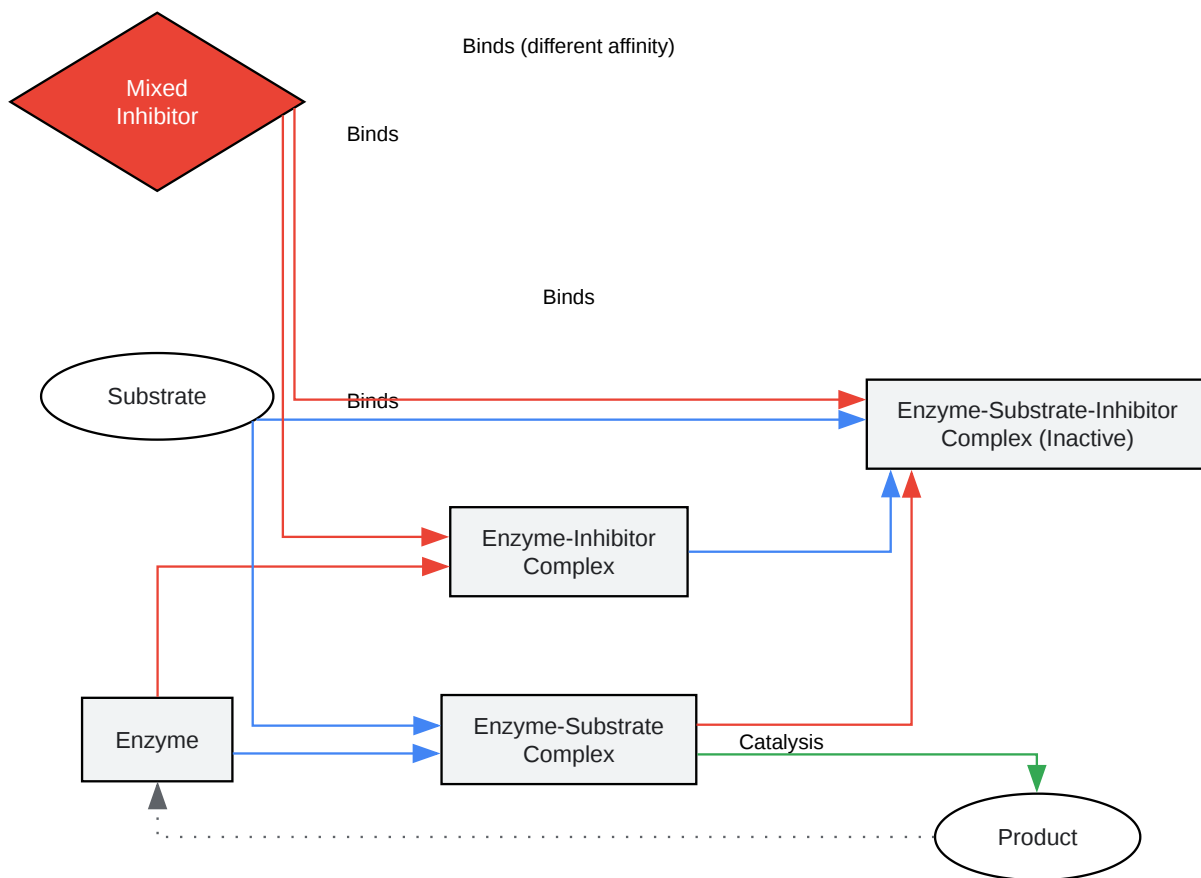 Binds (different affinity)
Mixed
Inhibitor
Binds
Binds
Substrate
Binds
Enzyme-Substrate-Inhibitor
Complex (Inactive)
Enzyme-Inhibitor
Complex
Enzyme
Enzyme-Substrate
Complex
Catalysis
Product